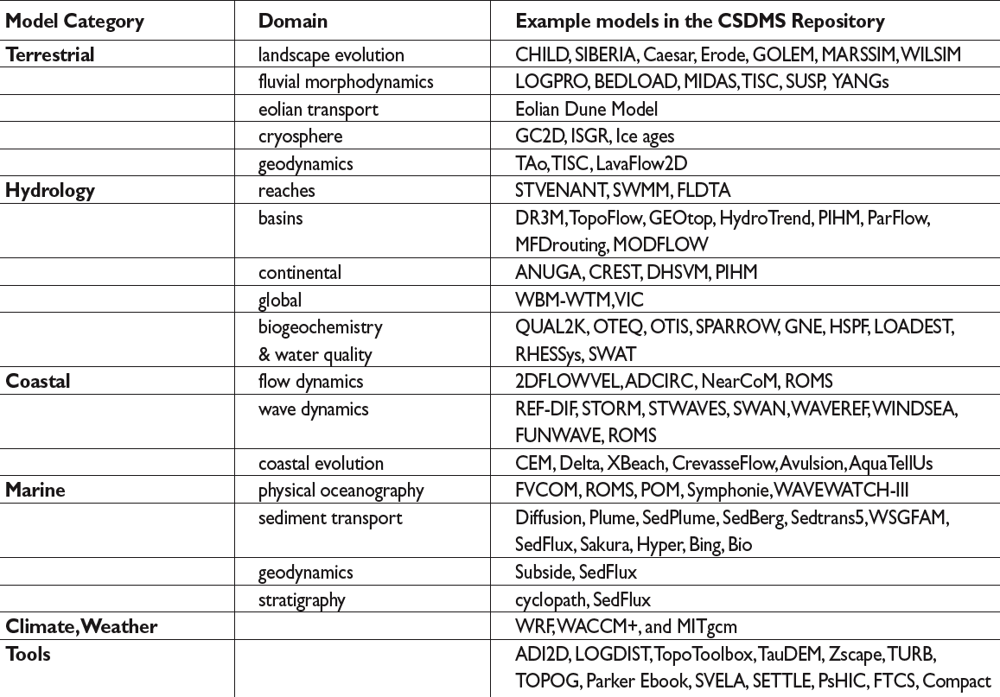 Model Category Domain Example models in the CSDMS Repository
Terrestrial landscape evolution CHILD, SIBERIA, Caesar, Erode, GOLEM, MARSSIM, WILSIM
fluvial morphodynamics LOGPRO, BEDLOAD, MIDAS, TISC, SUSP, YANGs
eolian transport Eolian Dune Model
cryosphere GC2D, ISGR, Ice ages
geodynamics TAo, TISC, LavaFlow2D
Hydrology reaches STVENANT, SWMM, FLDTA
basins DR3M, TopoFlow, GEOtop, HydroTrend, PIHM, ParFlow,
MFDrouting, MODFLOW
continental ANUGA, CREST, DHSVM, PIHM
global WBM-WTM, VIC
biogeochemistry QUAL2K, OTEQ, OTIS, SPARROW, GNE, HSPF, LOADEST,
& water quality RHESSys, SWAT
Coastal flow dynamics 2DFLOWVEL, ADCIRC, NearCoM, ROMS
wave dynamics REF-DIF, STORM, STWAVES, SWAN, WAVEREF, WINDSEA,
FUNWAVE, ROMS
coastal evolution CEM, Delta, XBeach, CrevasseFlow, Avulsion, AquaTellUs
Marine physical oceanography FVCOM, ROMS, POM, Symphonie, WAVEWATCH-III
sediment transport Diffusion, Plume, SedPlume, SedBerg, Sedtrans5, WSGFAM,
SedFlux, Sakura, Hyper, Bing, Bio
geodynamics Subside, SedFlux
stratigraphy cyclopath, SedFlux
Climate, Weather WRF, WACCM+, and MITgcm
Tools ADI2D, LOGDIST, TopoToolbox, TauDEM, Zscape, TURB,
TOPOG, Parker Ebook, SVELA, SETTLE, PsHIC, FTCS, Compact